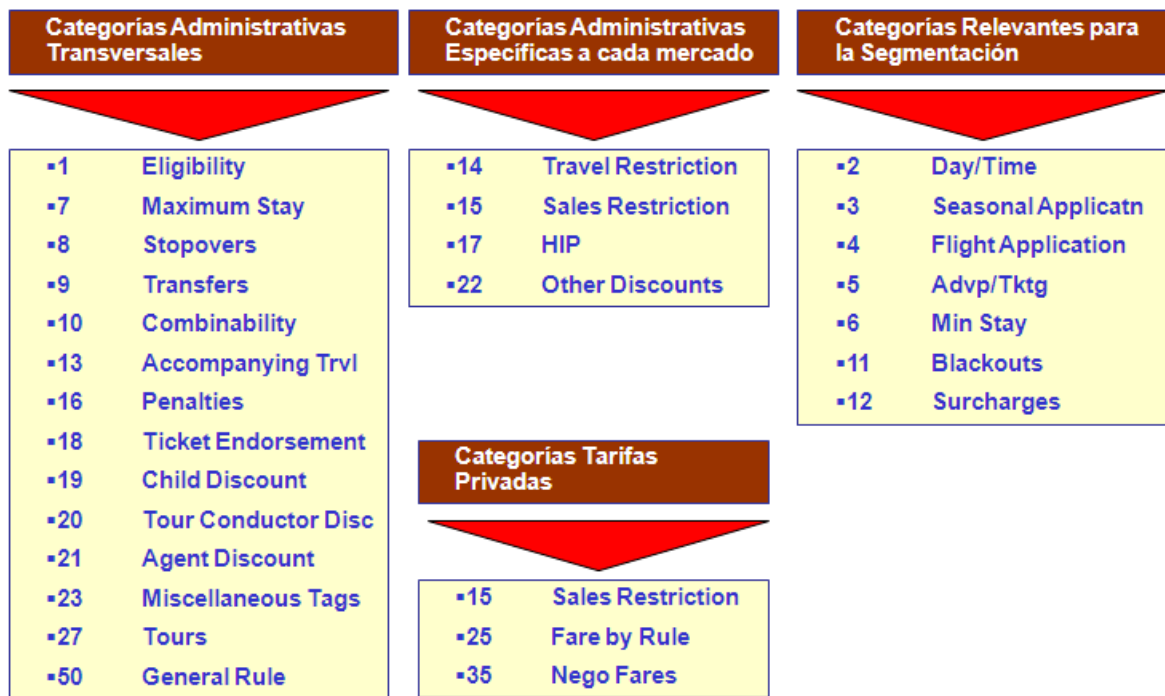 Categorías Administrativas
Transversales
▪1 Eligibility
▪7 Maximum Stay
▪8 Stopovers
▪9 Transfers
▪10 Combinability
▪13 Accompanying Trvl
▪16 Penalties
▪18 Ticket Endorsement
▪19 Child Discount
▪20 Tour Conductor Disc
▪21 Agent Discount
▪23 Miscellaneous Tags
▪27 Tours
▪50 General Rule
Categorías Administrativas
Específicas a cada mercado
▪14 Travel Restriction
▪15 Sales Restriction
▪17 HIP
▪22 Other Discounts
Categorías Tarifas
Privadas
▪15 Sales Restriction
▪25 Fare by Rule
▪35 Nego Fares
Categorías Relevantes para
la Segmentación
▪2 Day/Time
▪3 Seasonal Applicatn
▪4 Flight Application
▪5 Advp/Tktg
▪6 Min Stay
▪11 Blackouts
▪12 Surcharges